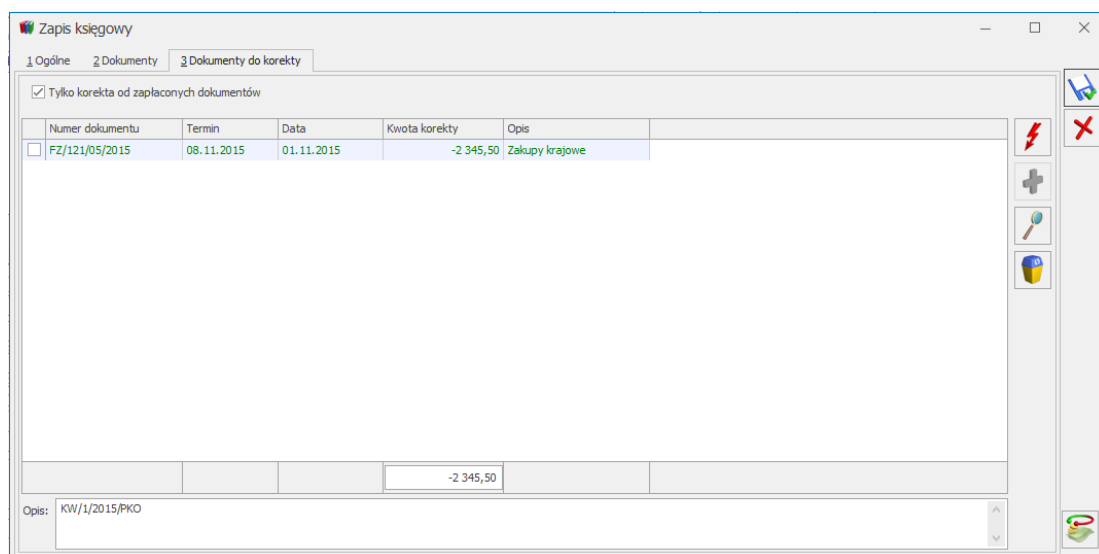 Zapis księgowy
1 Ogólne 2 Dokumenty 3 Dokumenty do korekty
Tylko korekta od zapłaconych dokumentów
Numer dokumentu Termin Data Kwota korekty Opis
FZ/121/05/2015 08.11.2015 01.11.2015 -2 345,50 Zakupy krajowe
-2 345,50
Opis: KW/1/2015/PKO